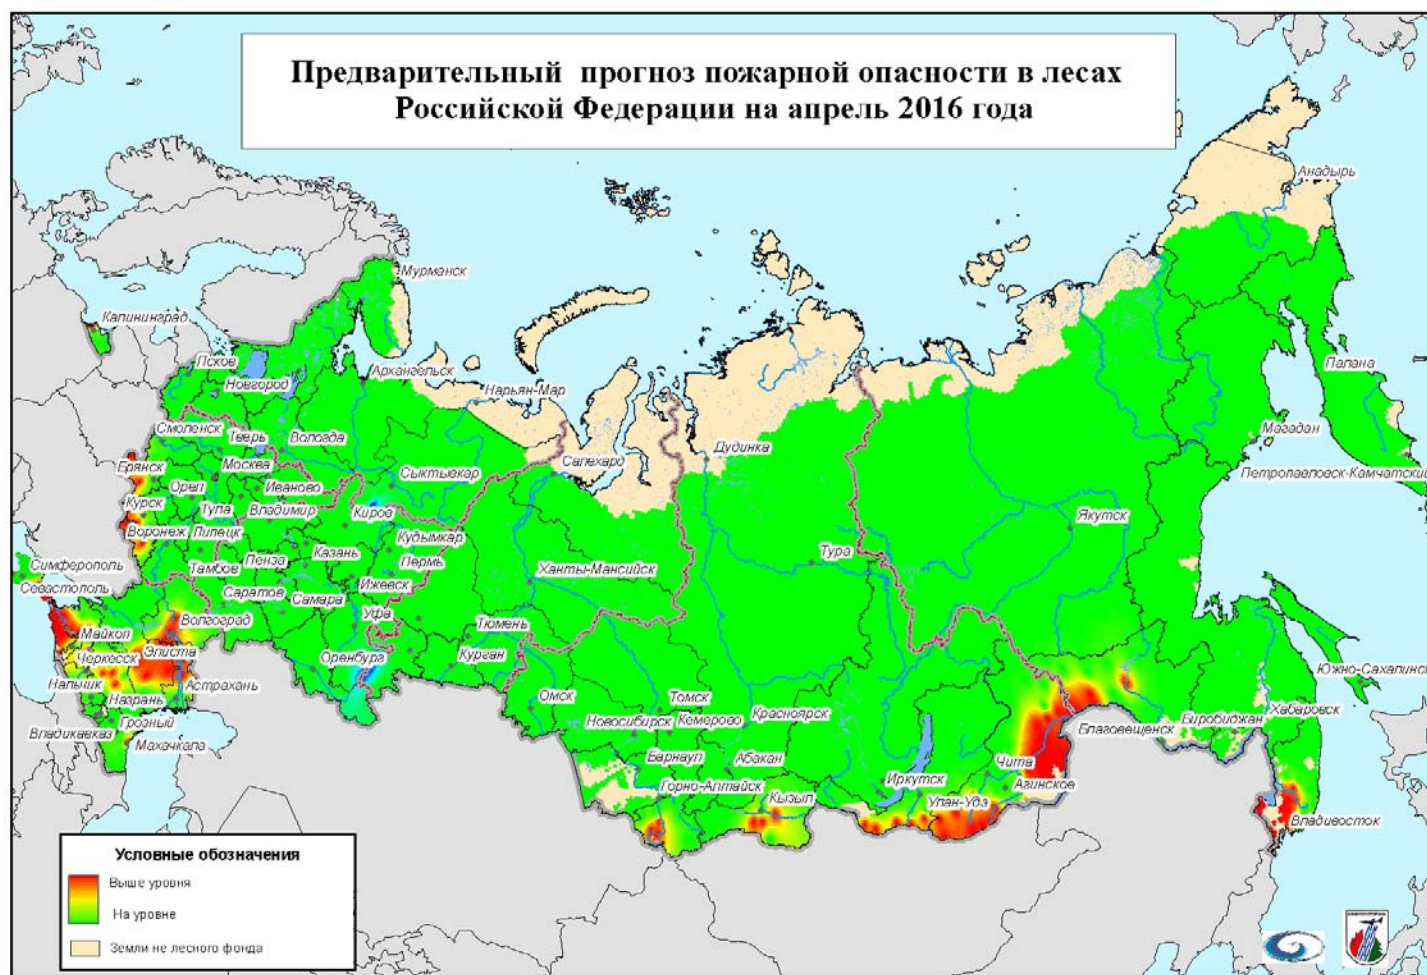 Предварительный прогноз пожарной опасности в лесах
Российской Федерации на апрель 2016 года
Анадырь
Мурманск
Калининград
Псков
Новгород
Архангельск
Нарьян-Мар
Палана
Смоленск
Тверь
Вологда
Магадан
Дудинка
Салехард
Москва
Брянск
Сыктывкар
Петропавловск-Камчатский
Орел
Иваново
Курск
Тула
Владимир
Киров
Якутск
Воронеж
Липецк
Кудымкар
Казань
Тура
Симферополь
Тамбов
Пенза
Пермь
Ханты-Мансийск
Севастополь
Саратов
Самара
Ижевск
Уфа
Волгоград
Тюмень
Майкоп
Элиста
Оренбург
Курган
Черкесск
Южно-Сахалинск
Нальчик
Астрахань
Назрань
Омск
Томск
Хабаровск
Грозный
Новосибирск
Кемерово
Красноярск
Биробиджан
Владикавказ
Благовещенск
Махачкала
Барнаул
Абакан
Чита
Иркутск
Агинское
Горно-Алтайск
Кызыл
Улан-Удэ
Владивосток
Условные обозначения
Выше уровня
На уровне
Земли не лесного фонда